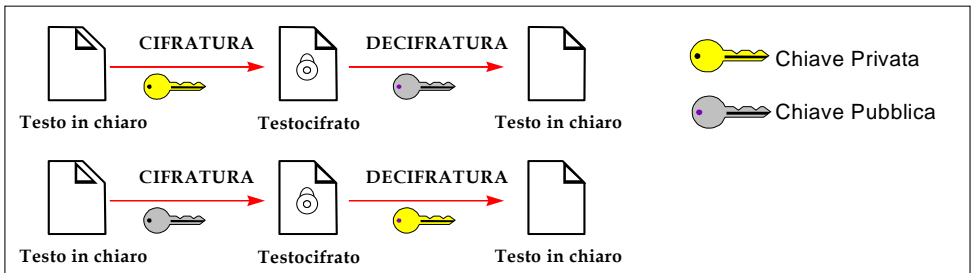 CIFRATURA
DECIFRATURA
Testo in chiaro
Testocifrato
Testo in chiaro
Chiave Privata
Chiave Pubblica
CIFRATURA
DECIFRATURA
Testo in chiaro
Testocifrato
Testo in chiaro